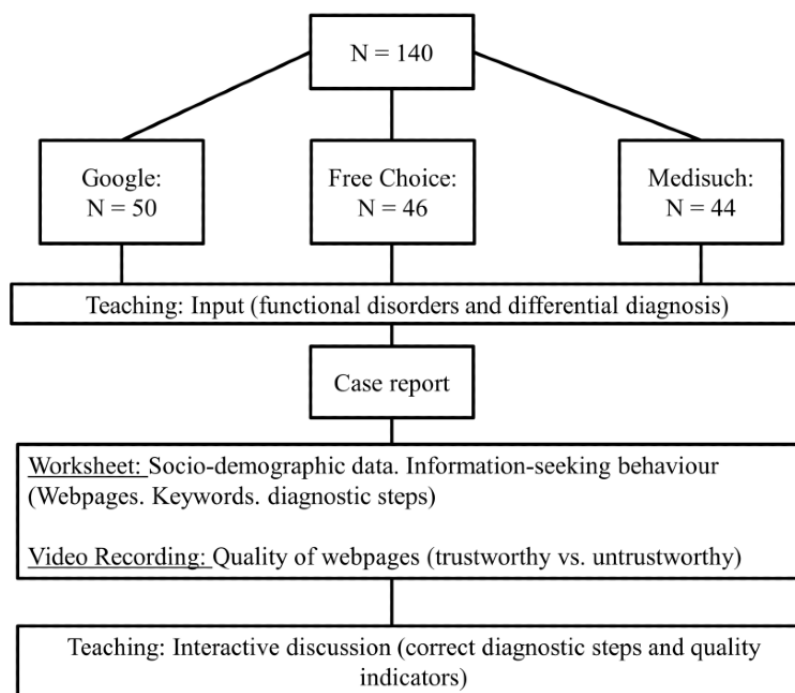 N = 140
Google:
N = 50
Free Choice:
N = 46
Medisuch:
N = 44
Teaching: Input (functional disorders and differential diagnosis)
Case report
Worksheet: Socio-demographic data. Information-seeking behaviour
(Webpages. Keywords. diagnostic steps)
Video Recording: Quality of webpages (trustworthy vs. untrustworthy)
Teaching: Interactive discussion (correct diagnostic steps and quality
indicators)